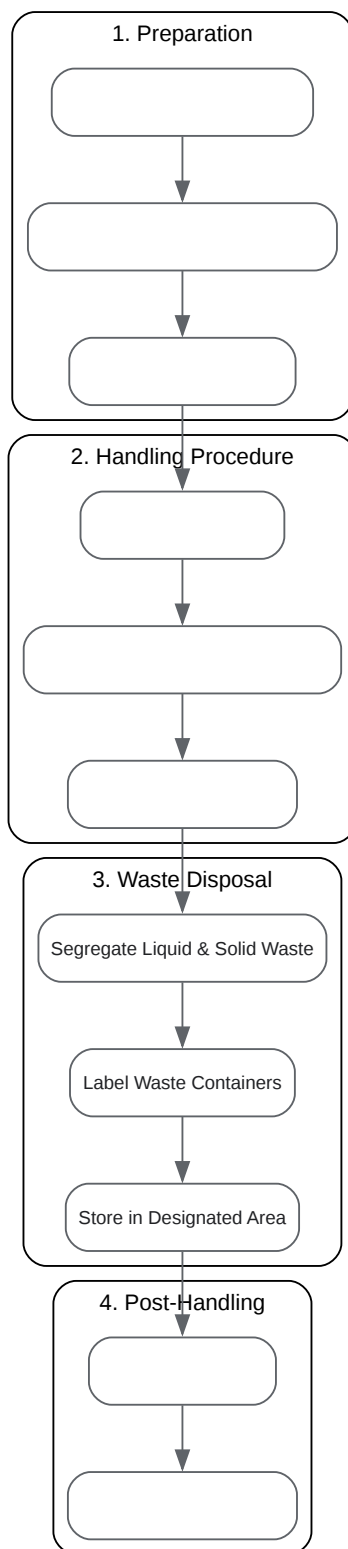 1. Preparation
2. Handling Procedure
3. Waste Disposal
Segregate Liquid & Solid Waste
Label Waste Containers
Store in Designated Area
4. Post-Handling